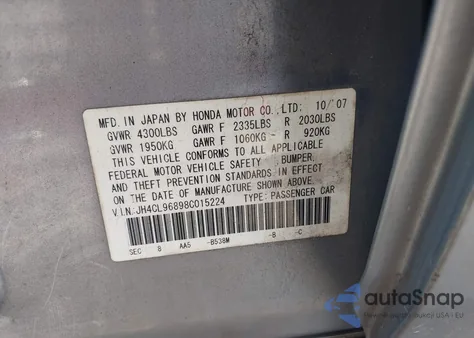 MFD. IN JAPAN BY HONDA MOTOR CO., LTD: 10/'07
GVWR 4300LBS GAWR F 2335LBS R 2030LBS
GVWR 1950KG GAWR F 1060KG R 920KG
THIS VEHICLE CONFORMS TO ALL APPLICABLE
FEDERAL MOTOR VEHICLE SAFETY, BUMPER,
AND THEFT PREVENTION STANDARDS IN EFFECT
ON THE DATE OF MANUFACTURE SHOWN ABOVE.
V.I.N.:JH4CL96898C015224 TYPE: PASSENGER CAR
SEC 8 AA5 -B538M -B -C
autoSnap